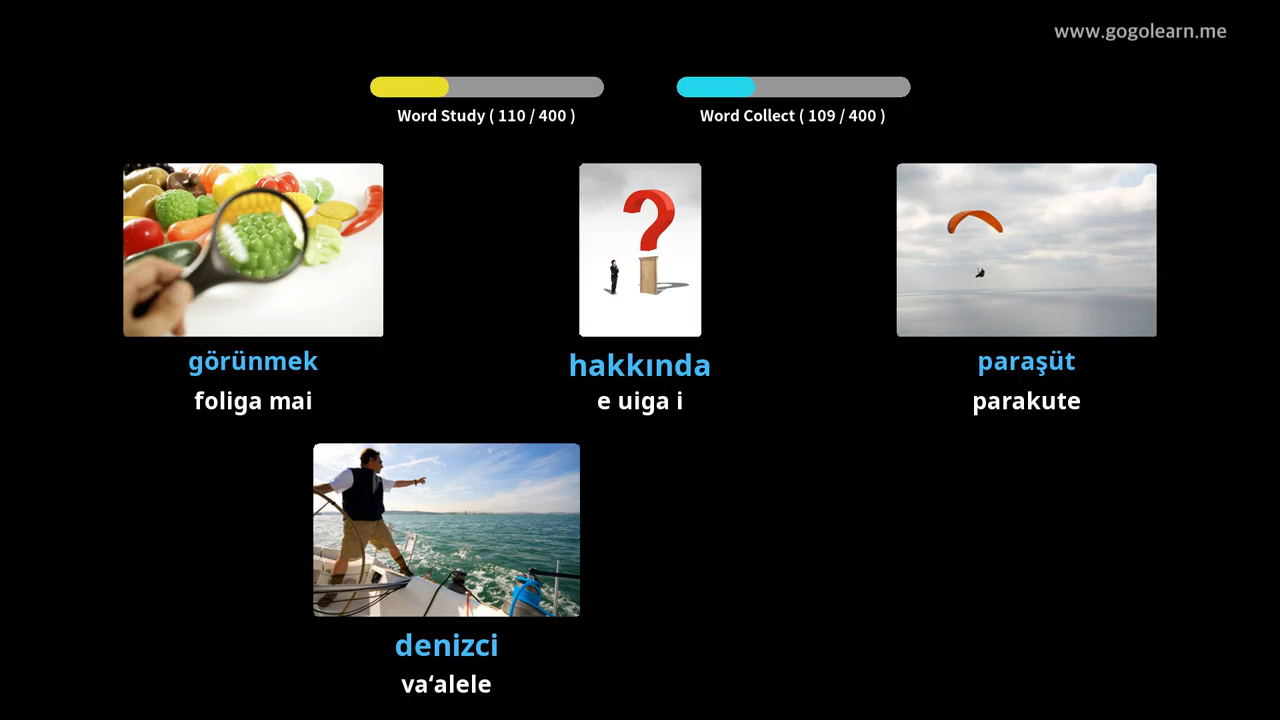 www.gogolearn.me
Word Study ( 110 / 400 )
Word Collect ( 109 / 400 )
görünmek
foliga mai
hakkında
e uiga i
paraşüt
parakute
denizci
vaʻalele